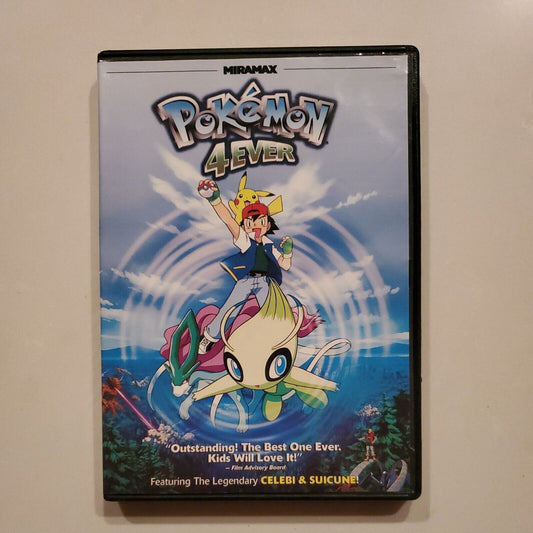 MIRAMAX
POKéMON
4EVER
"Outstanding! The Best One Ever.
Kids Will Love It!"
– Film Advisory Board
Featuring The Legendary CELEBI & SUICUNE!